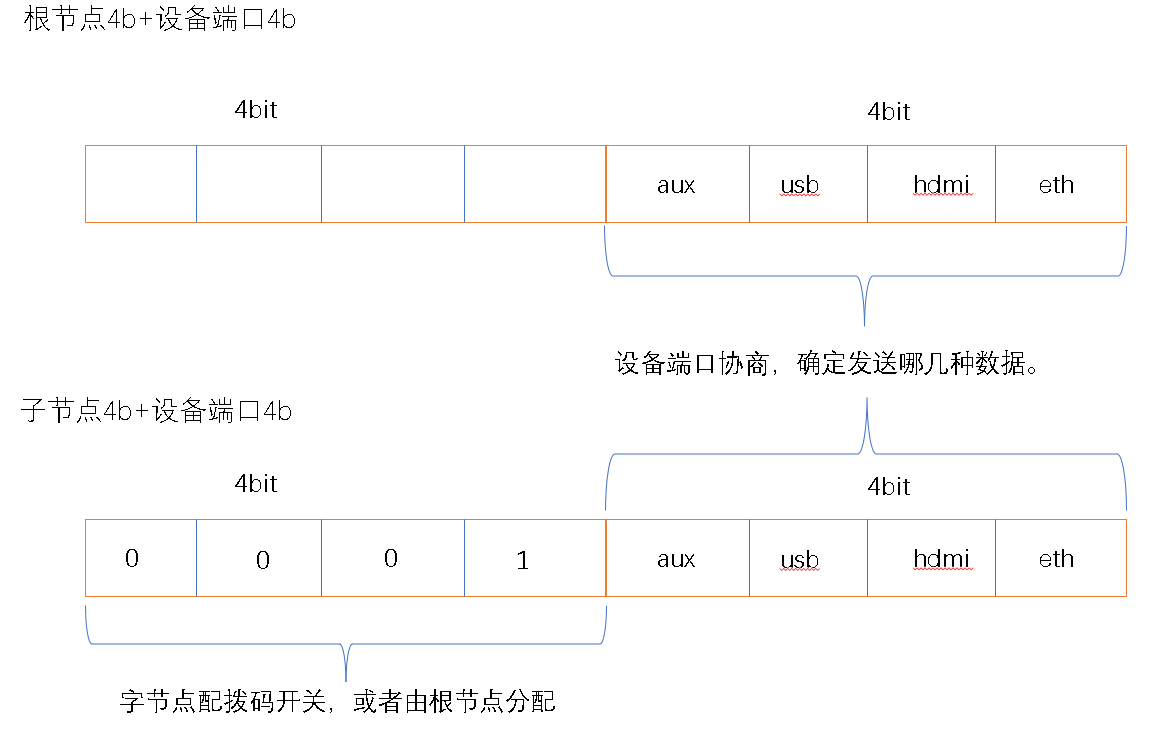 根节点4b+设备端口4b
4bit 4bit
aux usb hdmi eth
设备端口协商，确定发送哪几种数据。
子节点4b+设备端口4b
4bit 4bit
0 0 0 1 aux usb hdmi eth
字节点配拨码开关，或者由根节点分配